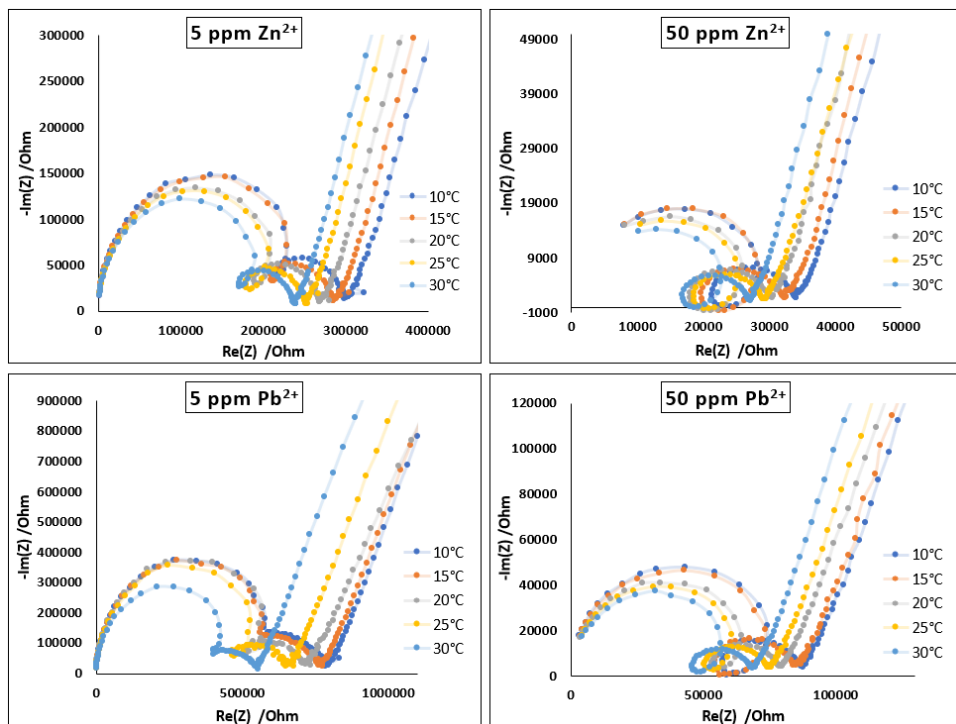 5 ppm Zn²⁺
-Im(Z) /Ohm
300000
250000
200000
150000
100000
50000
0
0
100000
200000
300000
400000
Re(Z) /Ohm
10°C
15°C
20°C
25°C
30°C
50 ppm Zn²⁺
-Im(Z) /Ohm
49000
39000
29000
19000
9000
-1000
0
10000
20000
30000
40000
50000
Re(Z) /Ohm
10°C
15°C
20°C
25°C
30°C
5 ppm Pb²⁺
-Im(Z) /Ohm
900000
800000
700000
600000
500000
400000
300000
200000
100000
0
0
500000
1000000
Re(Z) /Ohm
10°C
15°C
20°C
25°C
30°C
50 ppm Pb²⁺
-Im(Z) /Ohm
120000
100000
80000
60000
40000
20000
0
0
50000
100000
Re(Z) /Ohm
10°C
15°C
20°C
25°C
30°C